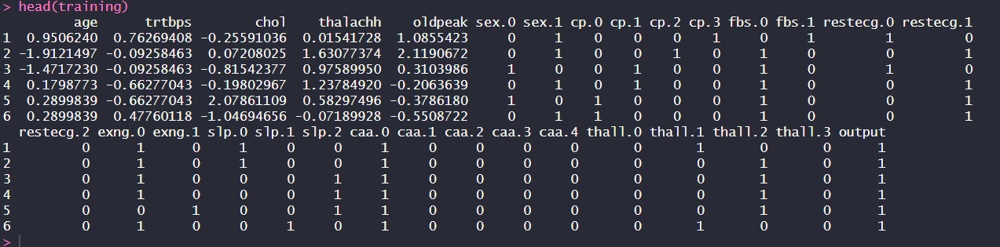 > head(training)
age trtbps chol thalachh oldpeak sex.0 sex.1 cp.0 cp.1 cp.2 cp.3 fbs.0 fbs.1 restecg.0 restecg.1
1 0.9506240 0.76269408 -0.25591036 0.01541728 1.0855423 0 1 0 0 0 1 0 1 1 0
2 -1.9121497 -0.09258463 0.07208025 1.63077374 2.1190672 0 1 0 0 1 0 1 0 0 1
3 -1.4717230 -0.09258463 -0.81542377 0.97589950 0.3103986 1 0 0 1 0 0 1 0 1 0
4 0.1798773 -0.66277043 -0.19802967 1.23784920 -0.2063639 0 1 0 1 0 0 1 0 0 1
5 0.2899839 -0.66277043 2.07861109 0.58297496 -0.3786180 1 0 1 0 0 0 1 0 0 1
6 0.2899839 0.47760118 -1.04694656 -0.07189928 -0.5508722 0 1 1 0 0 0 1 0 0 1
restecg.2 exng.0 exng.1 slp.0 slp.1 slp.2 caa.0 caa.1 caa.2 caa.3 caa.4 thall.0 thall.1 thall.2 thall.3 output
1 0 1 0 1 0 0 1 0 0 0 0 0 1 0 0 1
2 0 1 0 1 0 0 1 0 0 0 0 0 0 1 0 1
3 0 1 0 0 0 1 1 0 0 0 0 0 0 1 0 1
4 0 1 0 0 0 1 1 0 0 0 0 0 0 1 0 1
5 0 0 1 0 0 1 1 0 0 0 0 0 0 1 0 1
6 0 1 0 0 1 0 1 0 0 0 0 0 1 0 0 1
>